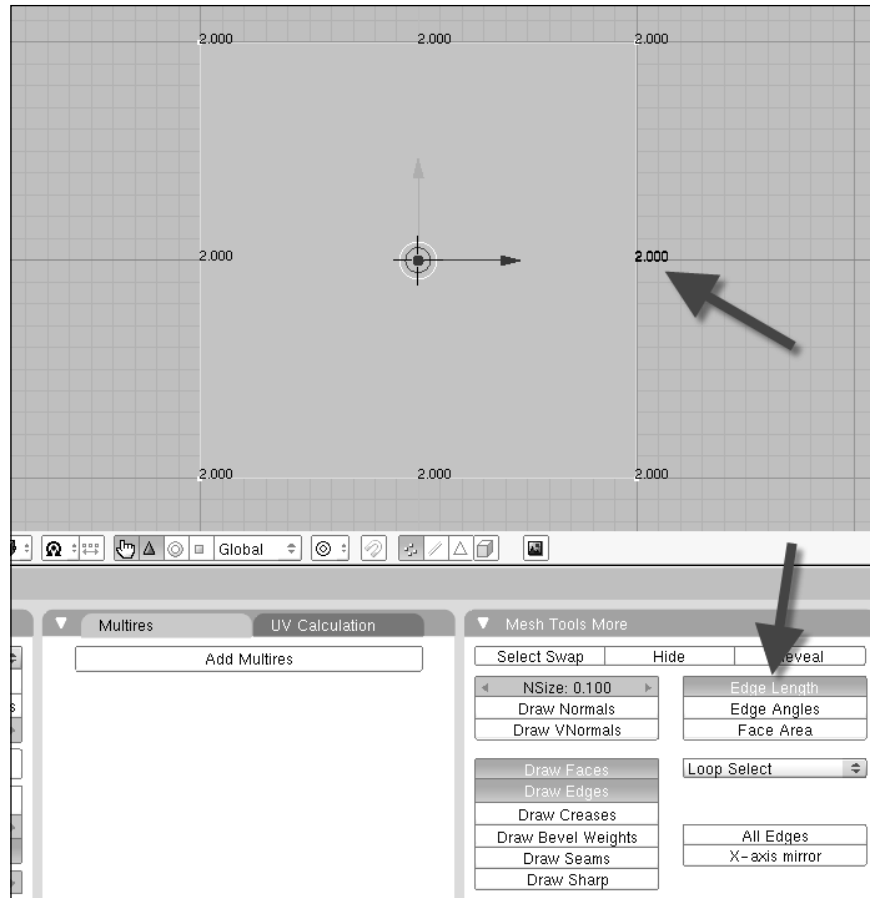 2.000 2.000 2.000
2.000 2.000
2.000 2.000 2.000
Global
Multires UV Calculation
Add Multires
Mesh Tools More
Select Swap Hide Reveal
NSize: 0.100
Draw Normals
Draw VNormals
Edge Length
Edge Angles
Face Area
Draw Faces
Draw Edges
Draw Creases
Draw Bevel Weights
Draw Seams
Draw Sharp
Loop Select
All Edges
X-axis mirror